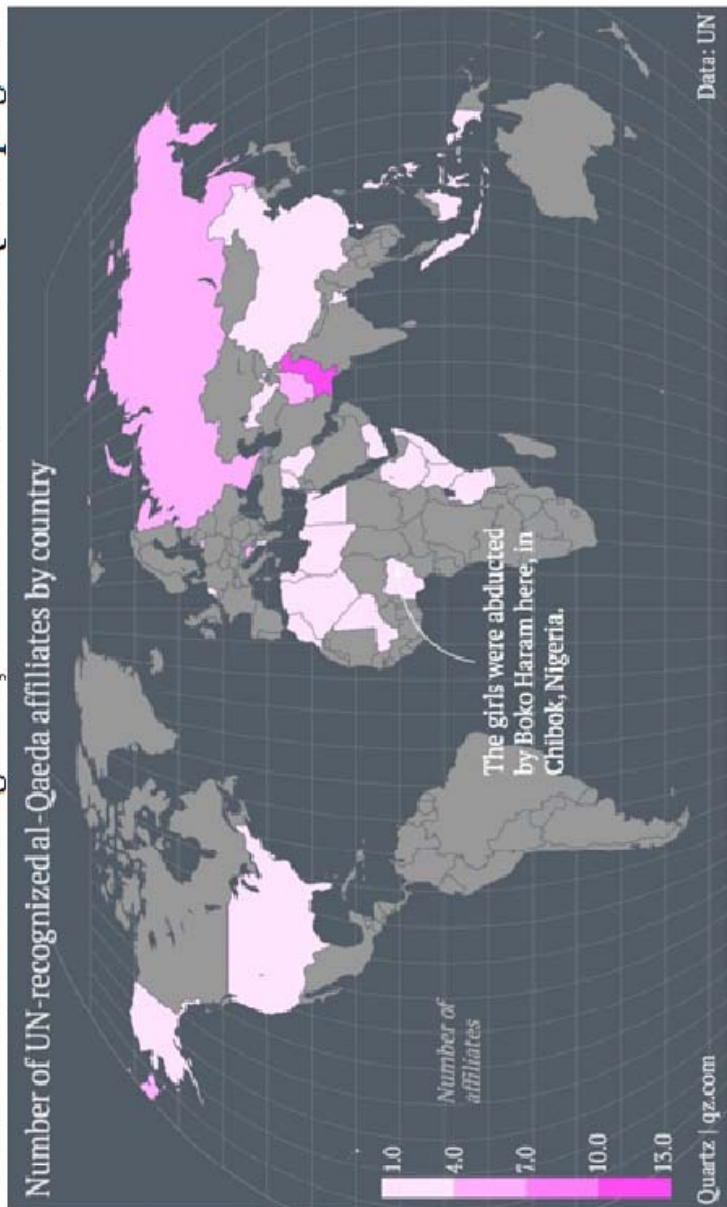 Number of UN-recognized al-Qaeda affiliates by country
The girls were abducted
by Boko Haram here, in
Chibok, Nigeria.
Number of
affiliates
1.0
4.0
7.0
10.0
13.0
Quartz | qz.com
Data: UN